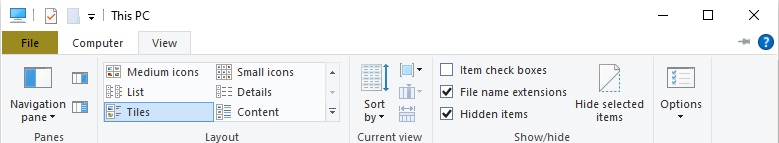 This PC
File Computer View
Medium icons Small icons
List Details
Tiles Content
Navigation
pane
Sort
by
Item check boxes
File name extensions
Hidden items
Hide selected
items
Options
Panes Layout Current view Show/hide